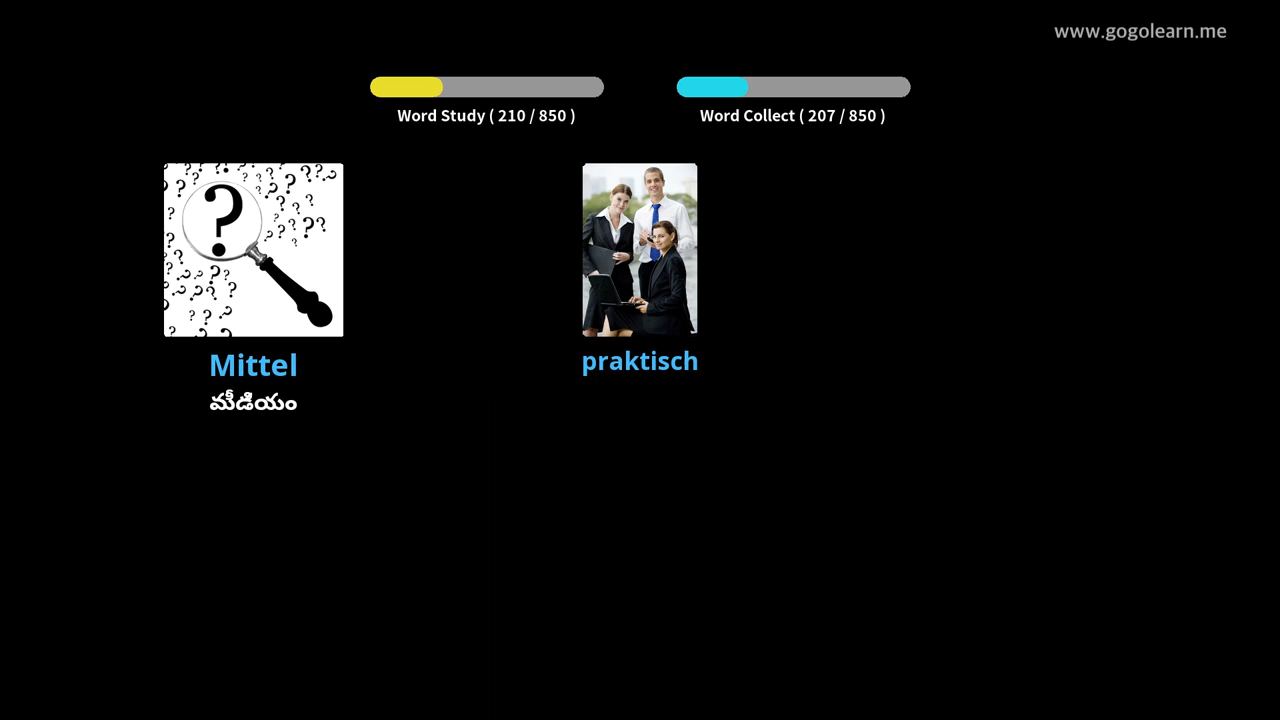 www.gogolearn.me
Word Study ( 210 / 850 )
Word Collect ( 207 / 850 )
Mittel
మీడియం
praktisch